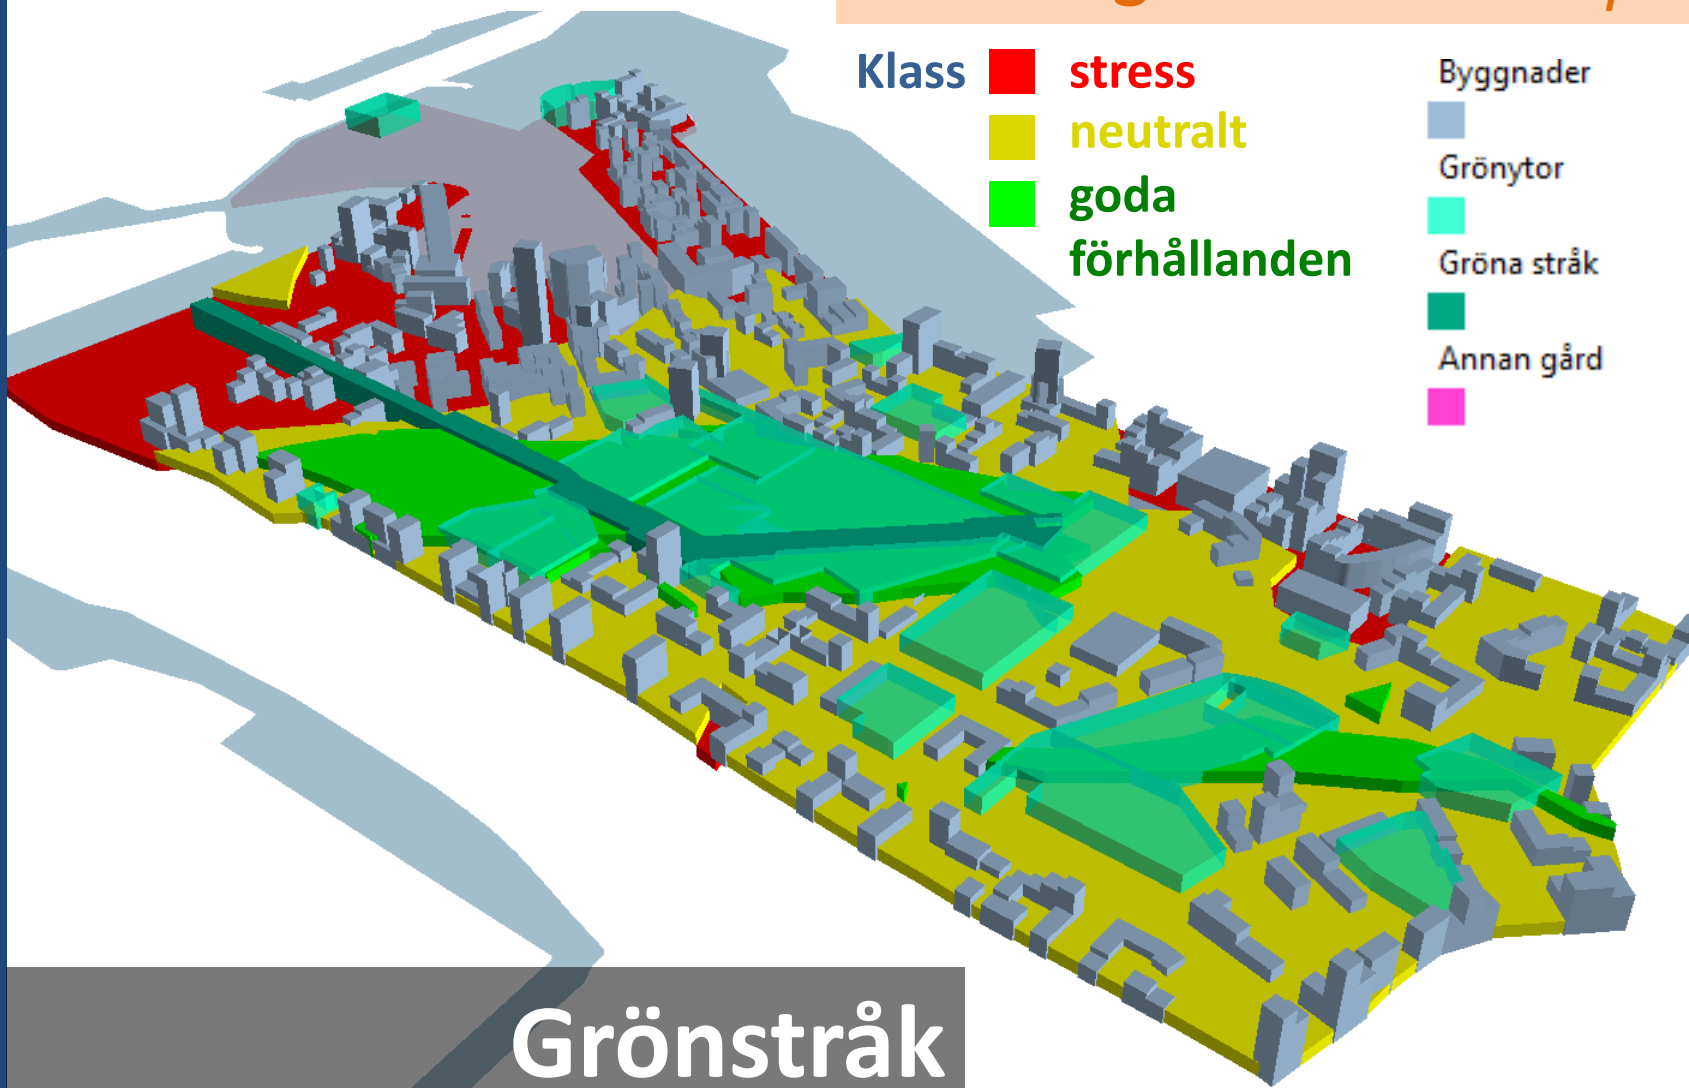 Klass
stress
neutralt
goda
förhållanden
Byggnader
Grönytor
Gröna stråk
Annan gård
Grönstråk